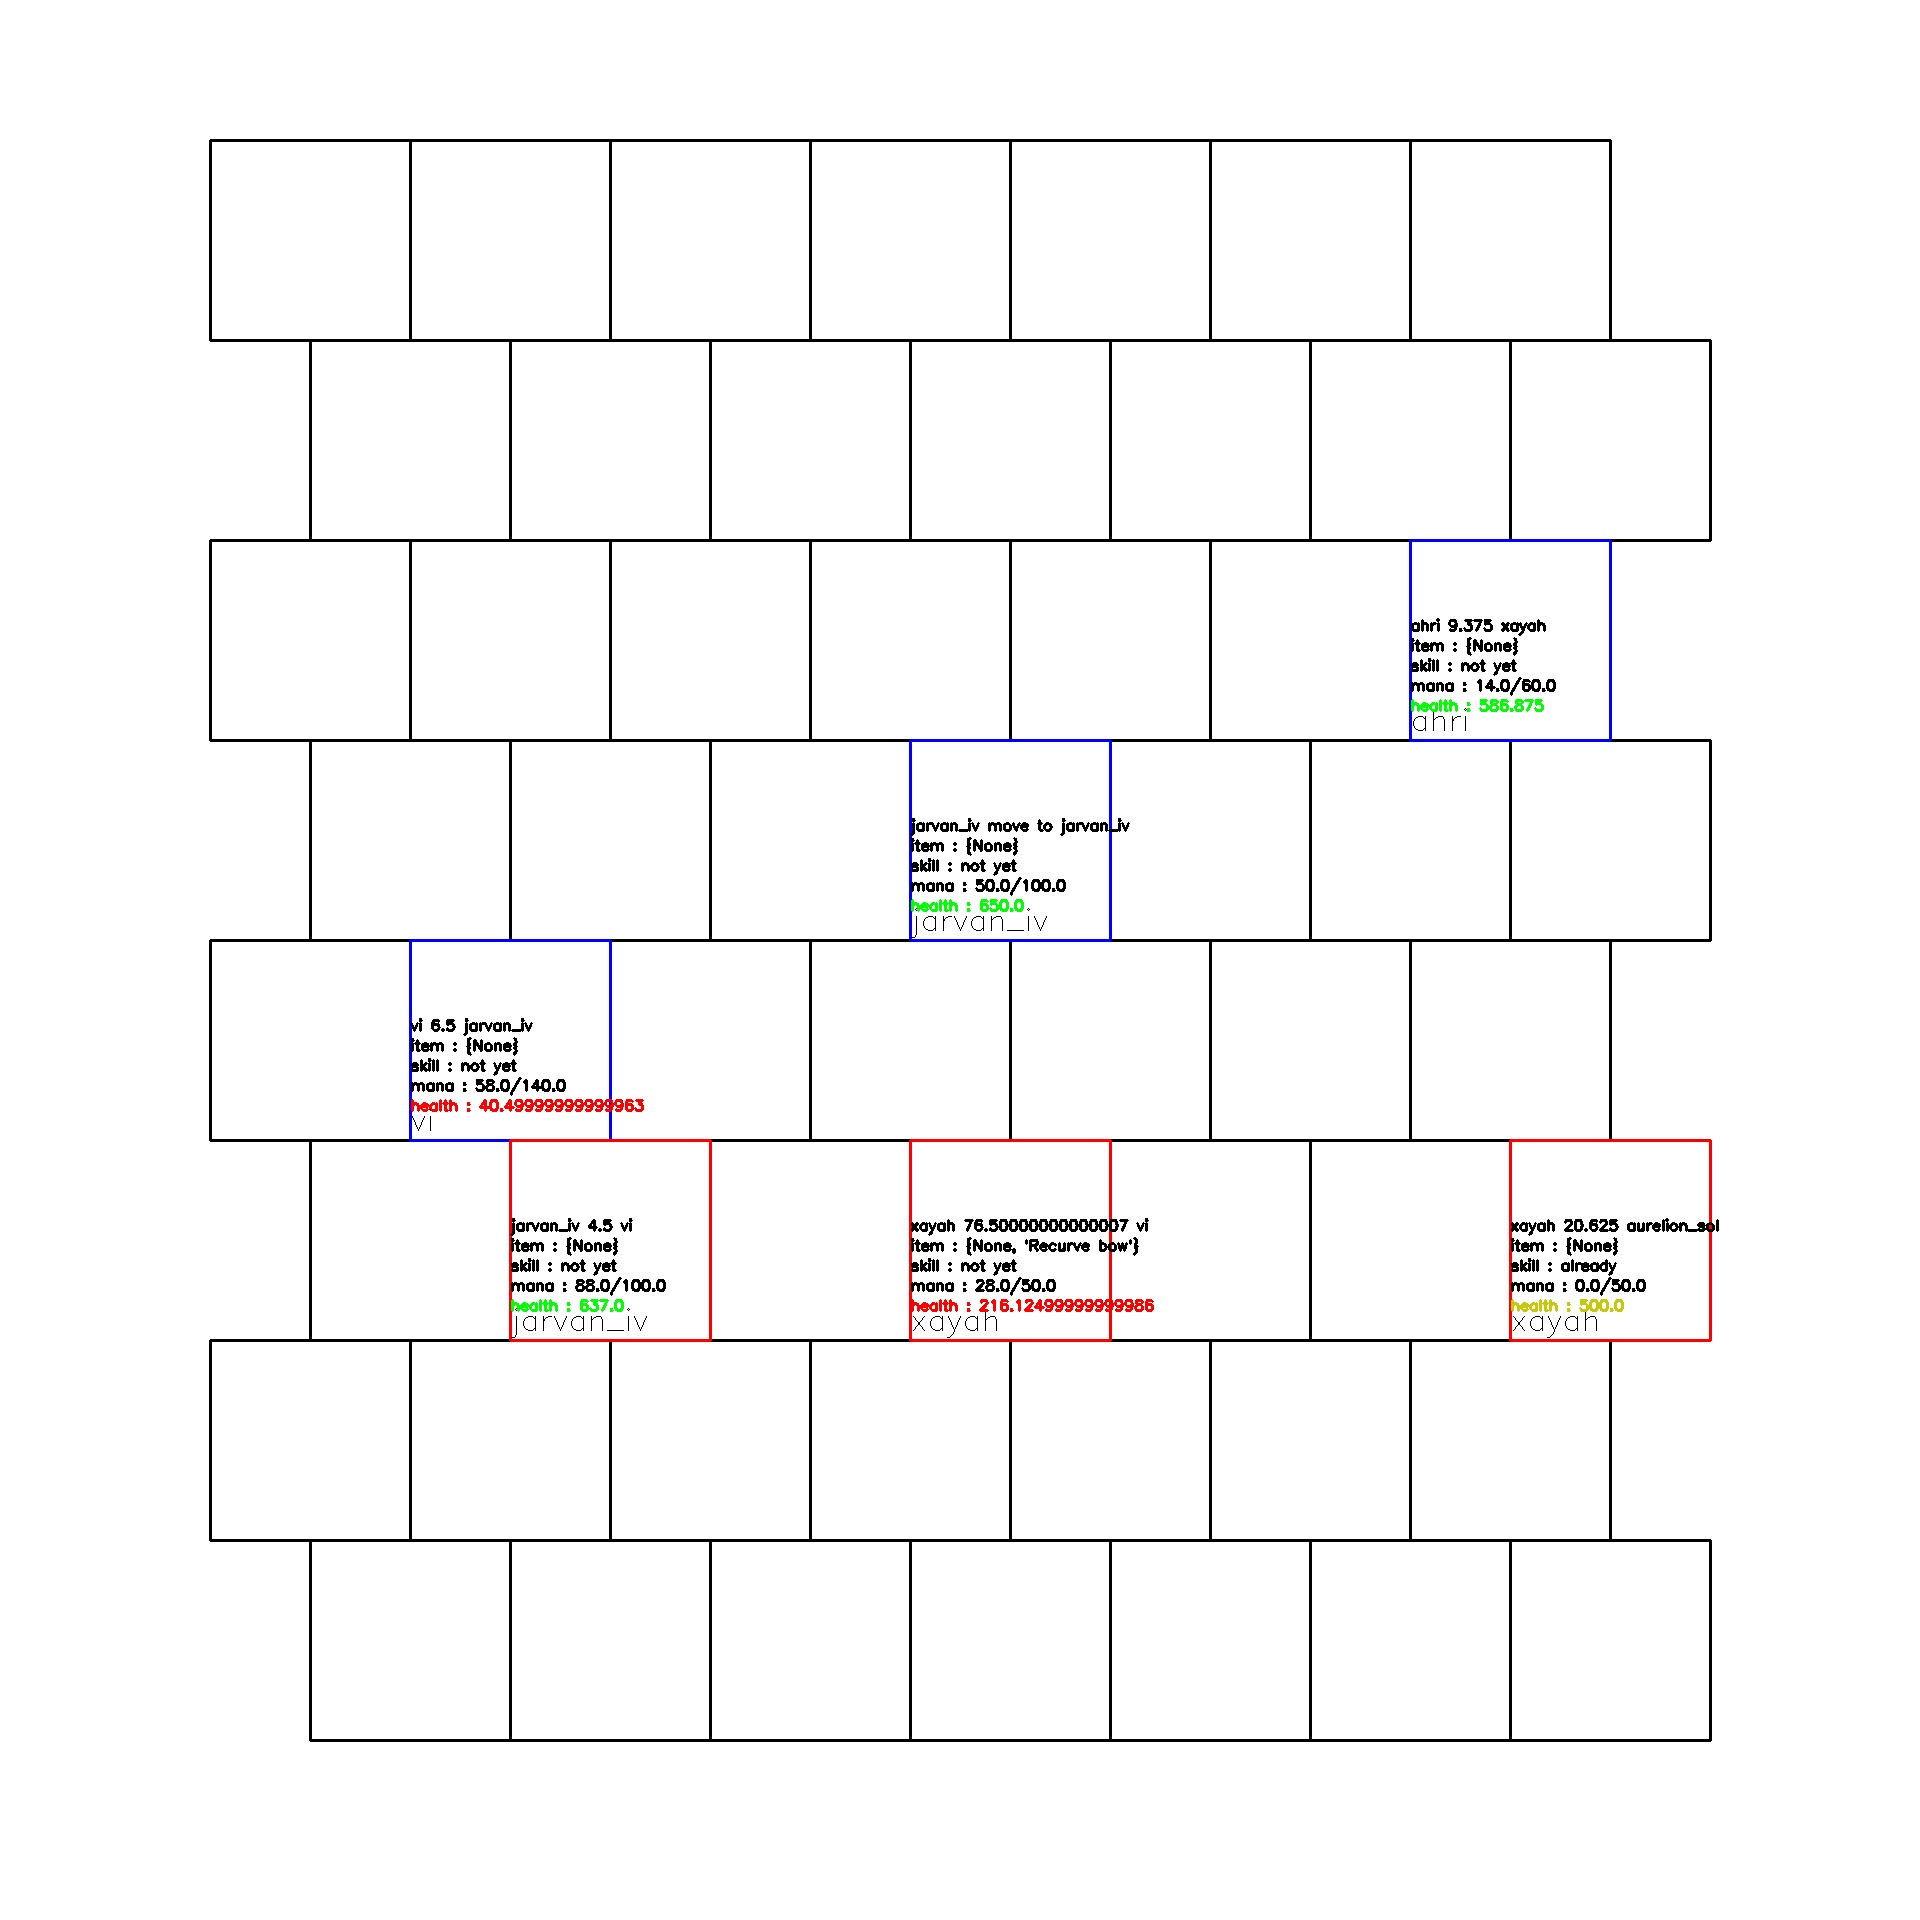 ahri 9.375 xayah
item : {None}
skill : not yet
mana : 14.0/60.0
health : 586.875
ahri
jarvan_iv move to jarvan_iv
item : {None}
skill : not yet
mana : 50.0/100.0
health : 650.0
jarvan_iv
vi 6.5 jarvan_iv
item : {None}
skill : not yet
mana : 58.0/140.0
health : 40.49999999999963
vi
jarvan_iv 4.5 vi
item : {None}
skill : not yet
mana : 88.0/100.0
health : 637.0
jarvan_iv
xayah 76.50000000000007 vi
item : {None, 'Recurve bow'}
skill : not yet
mana : 28.0/50.0
health : 216.12499999999986
xayah
xayah 20.625 aurelion_sol
item : {None}
skill : already
mana : 0.0/50.0
health : 500.0
xayah